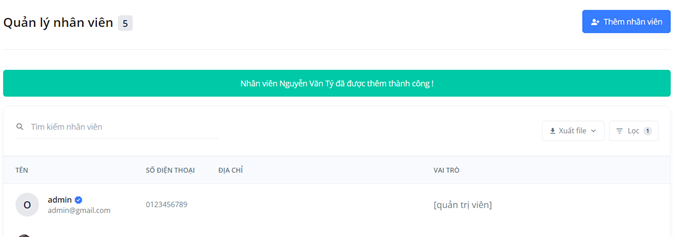 Quản lý nhân viên 5
Thêm nhân viên
Nhân viên Nguyễn Văn Tý đã được thêm thành công !
Tìm kiếm nhân viên
Xuất file
Lọc 1
TÊN SỐ ĐIỆN THOẠI ĐỊA CHỈ VAI TRÒ
O
admin
admin@gmail.com
0123456789
[quản trị viên]